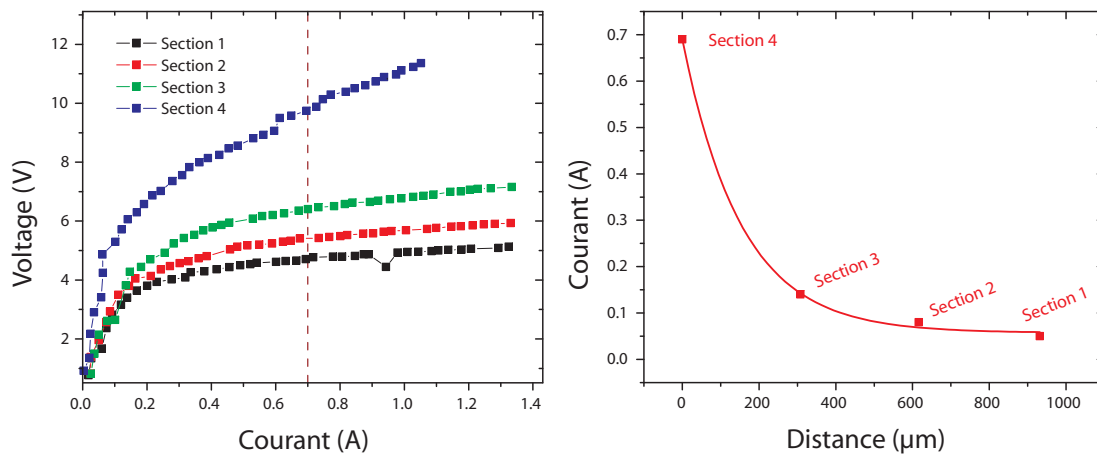 Voltage (V)
12
10
8
6
4
2
Section 1
Section 2
Section 3
Section 4
0.0 0.2 0.4 0.6 0.8 1.0 1.2 1.4
Courant (A)
Courant (A)
0.7
0.6
0.5
0.4
0.3
0.2
0.1
0.0
Section 4
Section 3
Section 2
Section 1
0 200 400 600 800 1000
Distance (μm)